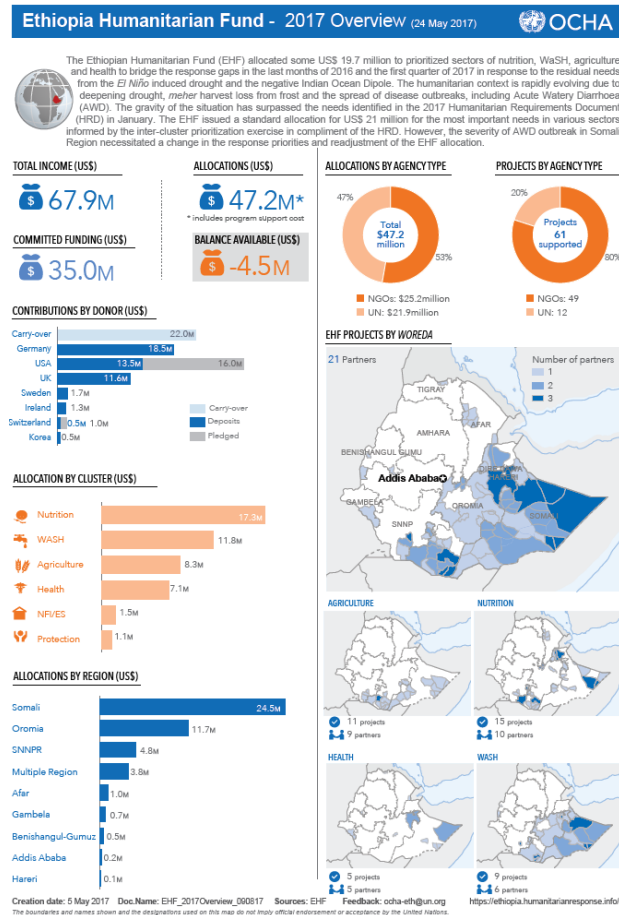 Ethiopia Humanitarian Fund - 2017 Overview (24 May 2017)
OCHA
The Ethiopian Humanitarian Fund (EHF) allocated some US$ 19.7 million to prioritized sectors of nutrition, WaSH, agriculture
and health to bridge the response gaps in the last months of 2016 and the first quarter of 2017 in response to the residual needs
from the El Niño induced drought and the negative Indian Ocean Dipole. The humanitarian context is rapidly evolving due to
deepening drought, meher harvest loss from frost and the spread of disease outbreaks, including Acute Watery Diarrhoea
(AWD). The gravity of the situation has surpassed the needs identified in the 2017 Humanitarian Requirements Document
(HRD) in January. The EHF issued a standard allocation for US$ 21 million for the most important needs in various sectors
informed by the inter-cluster prioritization exercise in compliment of the HRD. However, the severity of AWD outbreak in Somali
Region necessitated a change in the response priorities and readjustment of the EHF allocation.
TOTAL INCOME (US$)
$ 67.9M
COMMITTED FUNDING (US$)
$ 35.0M
ALLOCATIONS (US$)
$ 47.2M*
* includes program support cost
BALANCE AVAILABLE (US$)
$ -4.5M
ALLOCATIONS BY AGENCY TYPE
47%
Total
$47.2
million
53%
NGOs: $25.2million
UN: $21.9million
PROJECTS BY AGENCY TYPE
20%
Projects
61
supported
80%
NGOs: 49
UN: 12
CONTRIBUTIONS BY DONOR (US$)
Carry-over 22.0M
Germany 18.5M
USA 13.5M 16.0M
UK 11.6M
Sweden 1.7M
Ireland 1.3M
Switzerland 0.5M 1.0M
Korea 0.5M
Carry-over
Deposits
Pledged
ALLOCATION BY CLUSTER (US$)
Nutrition 17.3M
WASH 11.8M
Agriculture 8.3M
Health 7.1M
NFI/ES 1.5M
Protection 1.1M
ALLOCATIONS BY REGION (US$)
Somali 24.5M
Oromia 11.7M
SNNPR 4.8M
Multiple Region 3.8M
Afar 1.0M
Gambela 0.7M
Benishangul-Gumuz 0.5M
Addis Ababa 0.2M
Hareri 0.1M
EHF PROJECTS BY WOREDA
21 Partners
Number of partners
1
2
3
TIGRAY
AFAR
AMHARA
BENISHANGUL GUMU
DIRE DAWA
HARERI
Addis Ababa
GAMBELA
OROMIA
SOMALI
SNNP
AGRICULTURE
11 projects
9 partners
NUTRITION
15 projects
10 partners
HEALTH
5 projects
5 partners
WASH
9 projects
6 partners
Creation date: 5 May 2017 Doc.Name: EHF_2017Overview_090817 Sources: EHF Feedback: ocha-eth@un.org https://ethiopia.humanitarianresponse.info/
The boundaries and names shown and the designations used on this map do not imply official endorsement or acceptance by the United Nations.